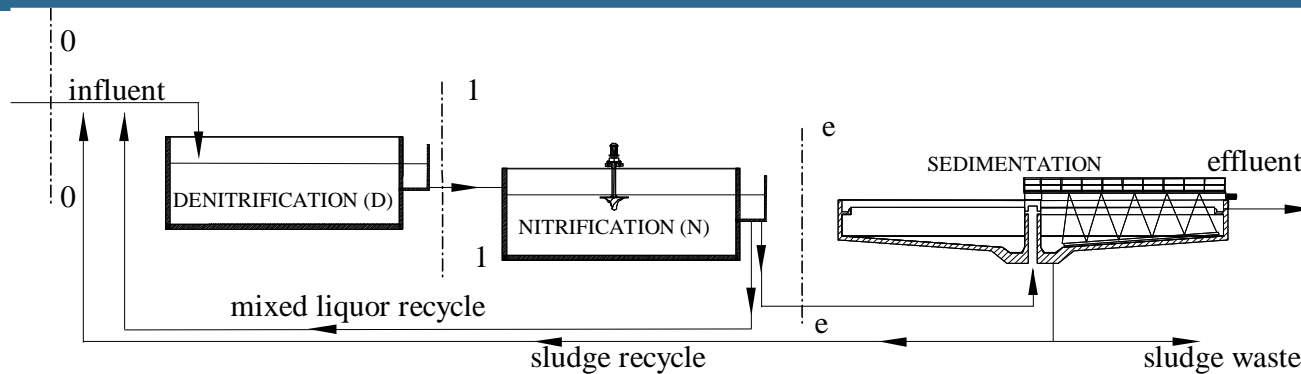 0
influent
1
e
SEDIMENTATION
effluent
DENITRIFICATION (D)
0
NITRIFICATION (N)
1
mixed liquor recycle
e
sludge recycle
sludge waste